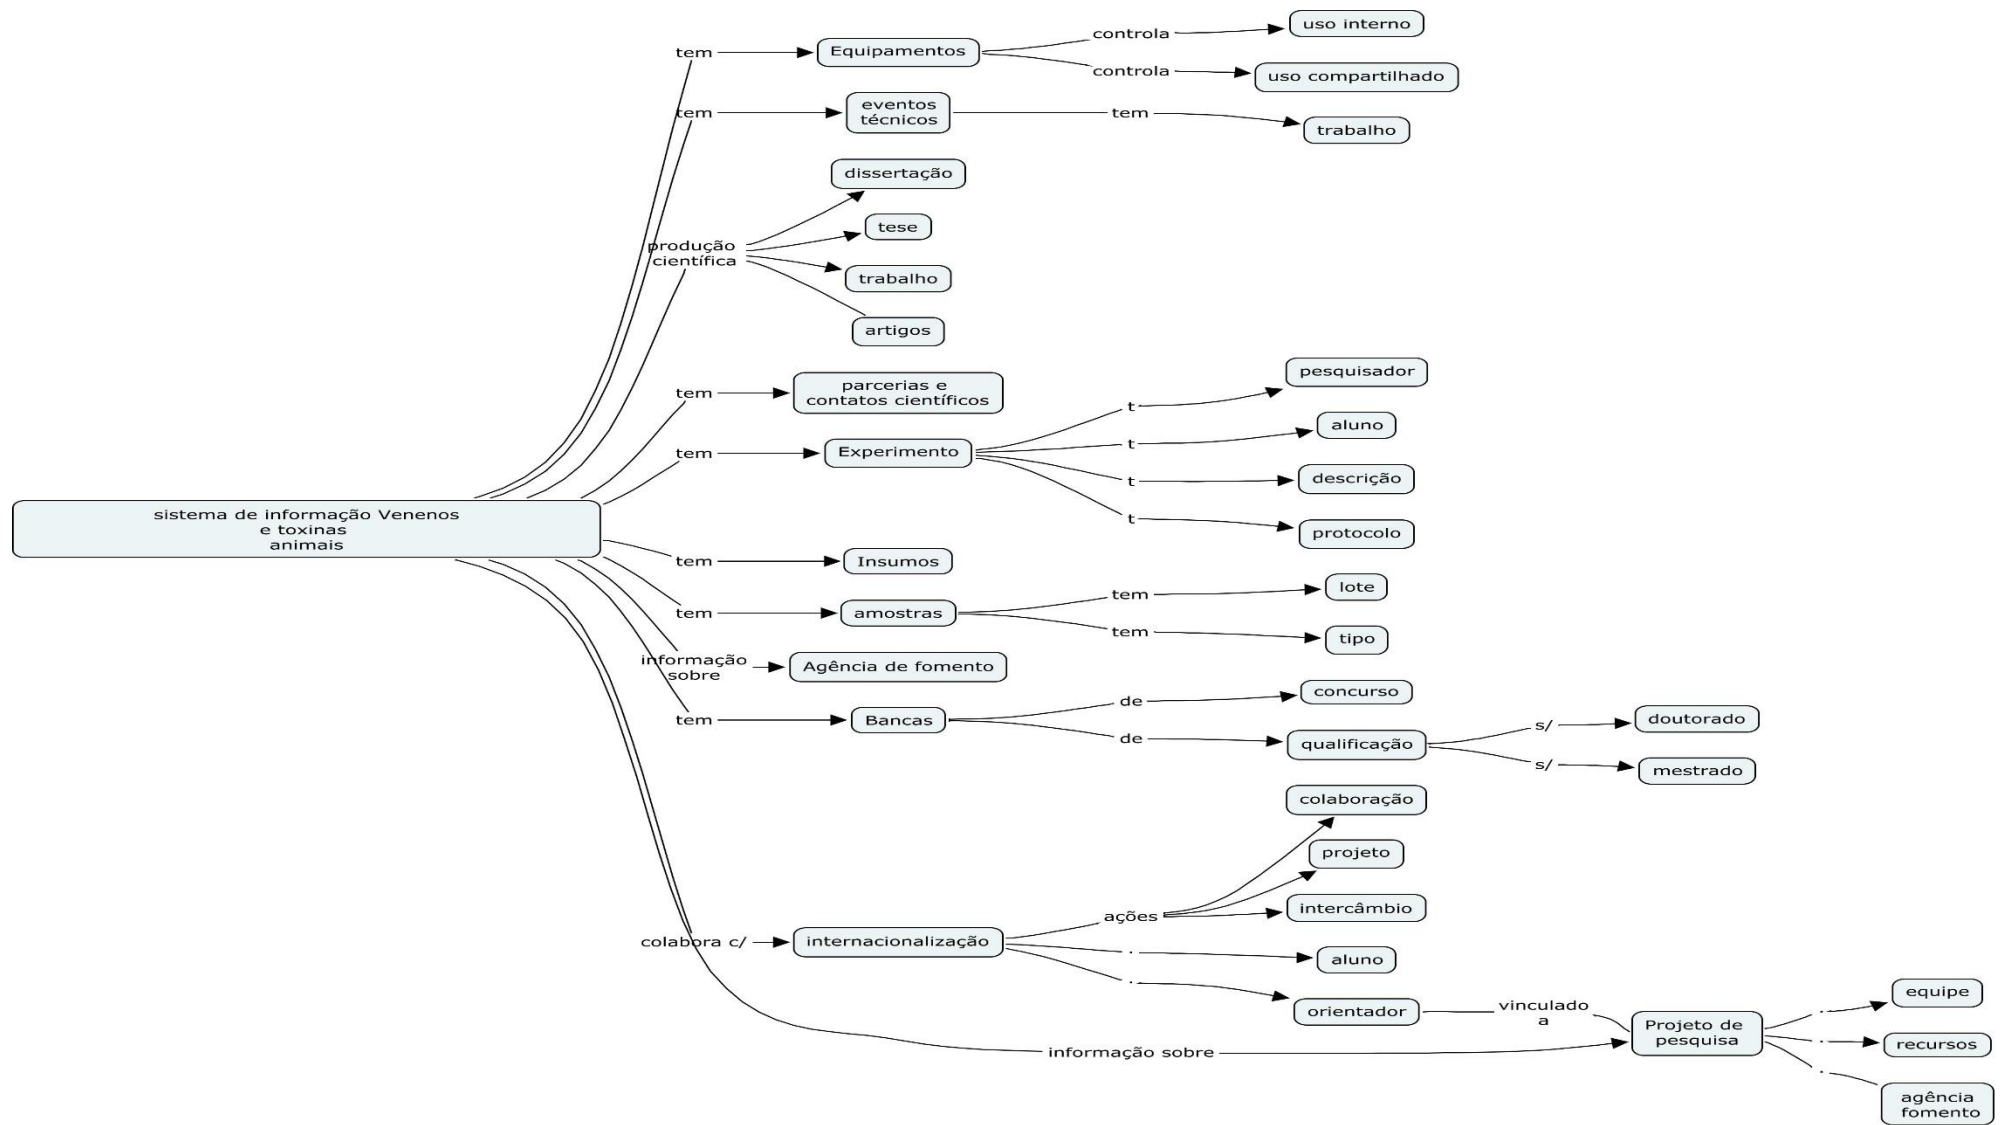 sistema de informação Venenos
e toxinas
animais
tem
Equipamentos
controla
uso interno
controla
uso compartilhado
tem
eventos
técnicos
tem
trabalho
produção
científica
dissertação
tese
trabalho
artigos
tem
parcerias e
contatos científicos
tem
Experimento
t
pesquisador
t
aluno
t
descrição
t
protocolo
tem
Insumos
tem
amostras
tem
lote
tem
tipo
informação
sobre
Agência de fomento
tem
Bancas
de
concurso
de
qualificação
s/
doutorado
s/
mestrado
colabora c/
internacionalização
ações
colaboração
projeto
intercâmbio
.
aluno
.
orientador
vinculado
a
informação sobre
Projeto de
pesquisa
.
equipe
.
recursos
.
agência
fomento